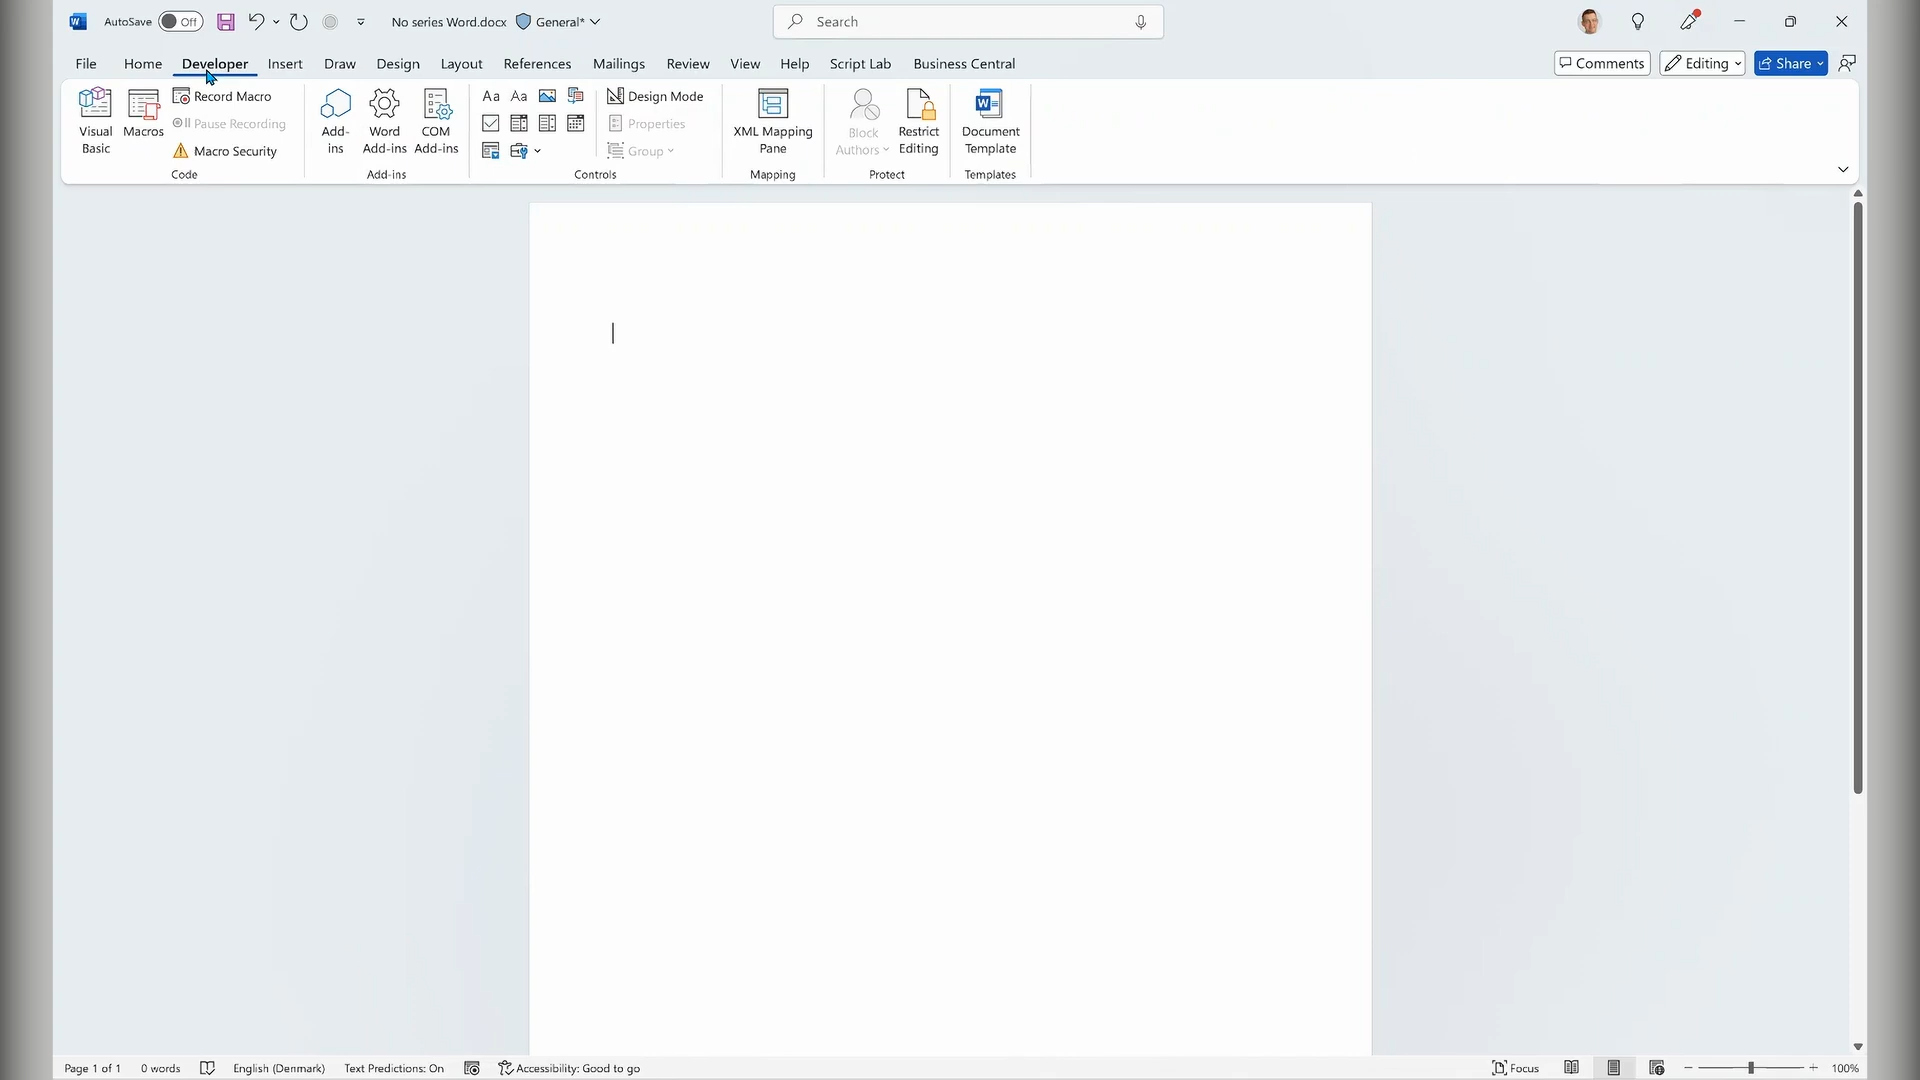 AutoSave Off No series Word.docx General* Search
File Home Developer Insert Draw Design Layout References Mailings Review View Help Script Lab Business Central Comments Editing Share
Visual Basic
Macros
Record Macro
Pause Recording
Macro Security
Code
Add-ins
Word Add-ins
COM Add-ins
Add-ins
Aa Aa
Design Mode
Properties
Group
Controls
XML Mapping Pane
Mapping
Block Authors
Restrict Editing
Protect
Document Template
Templates
Page 1 of 1 0 words English (Denmark) Text Predictions: On Accessibility: Good to go Focus 100%